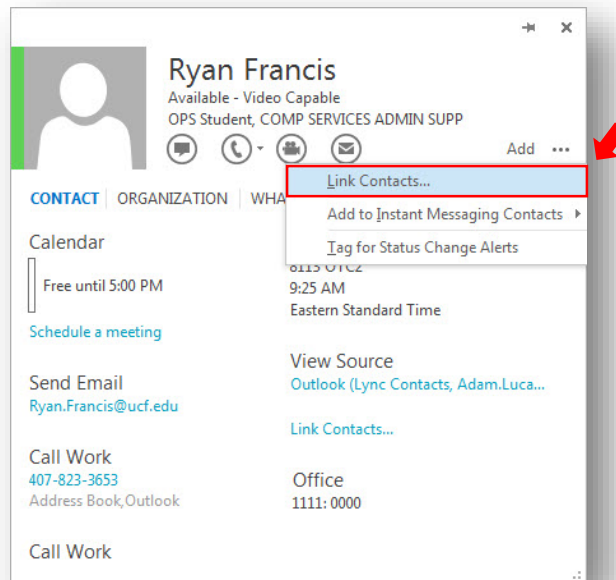 Ryan Francis
Available - Video Capable
OPS Student, COMP SERVICES ADMIN SUPP
Add
Link Contacts...
Add to Instant Messaging Contacts
Tag for Status Change Alerts
CONTACT ORGANIZATION WHA
Calendar
Free until 5:00 PM
Schedule a meeting
Send Email
Ryan.Francis@ucf.edu
Call Work
407-823-3653
Address Book,Outlook
Call Work
8113 OTC2
9:25 AM
Eastern Standard Time
View Source
Outlook (Lync Contacts, Adam.Luca...
Link Contacts...
Office
1111: 0000